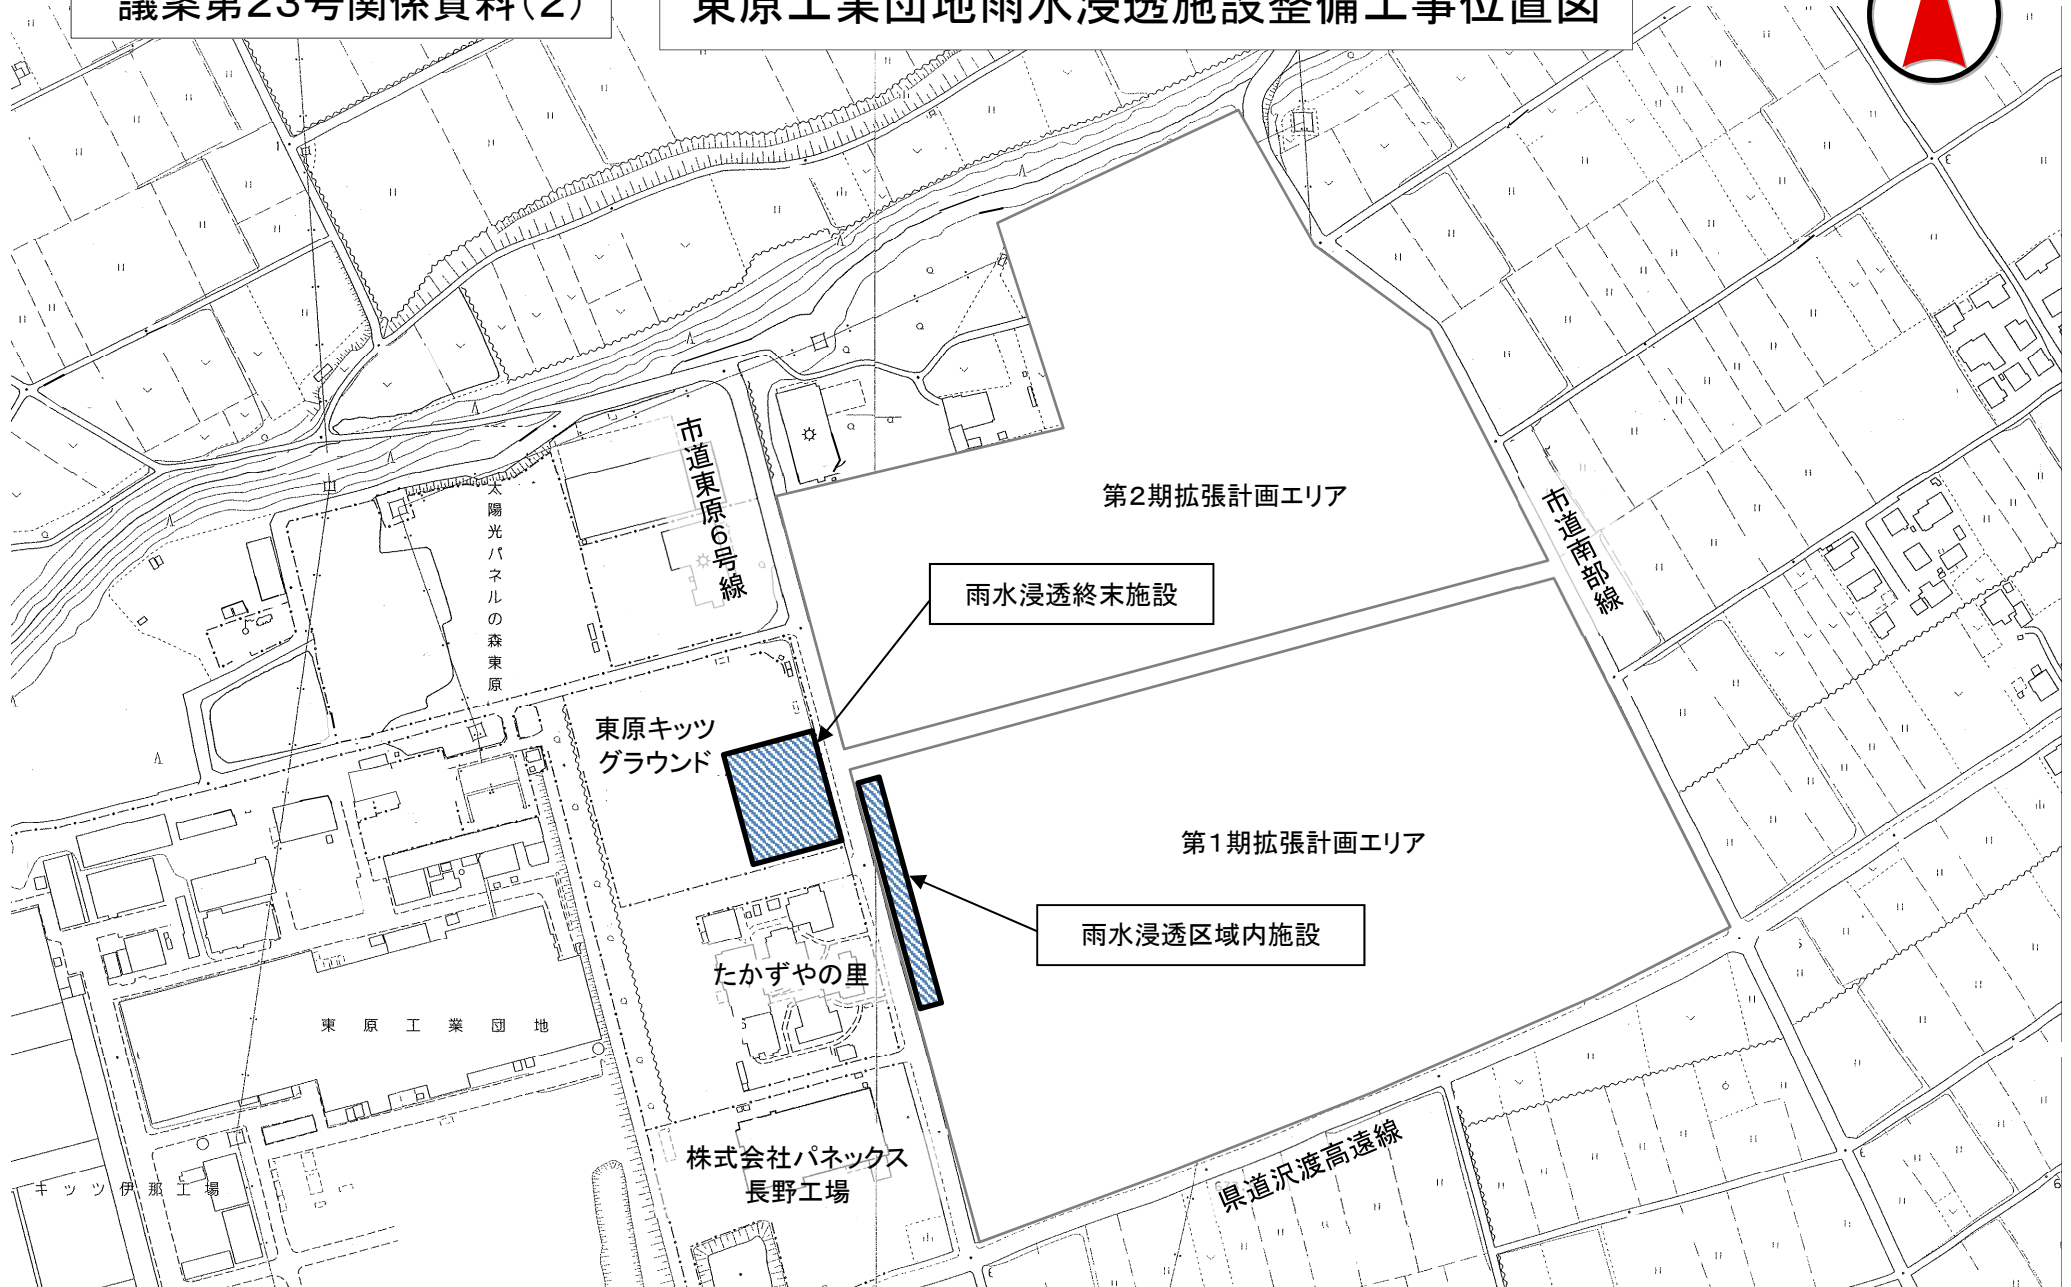 議案第23号関係資料(2)
東原工業団地雨水浸透施設整備工事位置図
市道東原6号線
太陽光パネルの森東原
第2期拡張計画エリア
市道南部線
雨水浸透終末施設
東原キッツ
グラウンド
第1期拡張計画エリア
雨水浸透区域内施設
たかずやの里
東原工業団地
株式会社パネックス
長野工場
キッツ伊那工場
県道沢渡高遠線